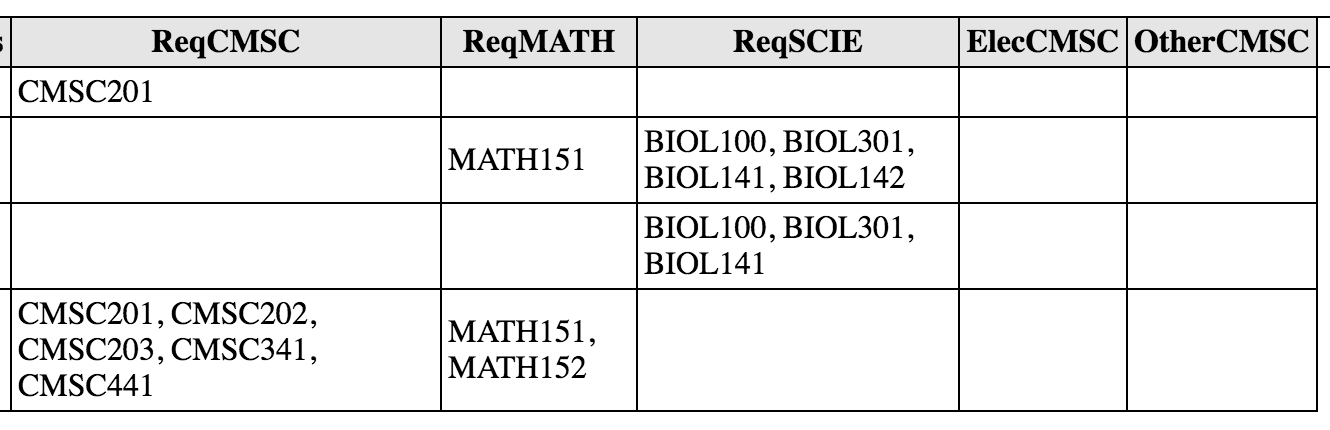 s ReqCMSC ReqMATH ReqSCIE ElecCMSC OtherCMSC
CMSC201
MATH151
BIOL100, BIOL301,
BIOL141, BIOL142
BIOL100, BIOL301,
BIOL141
CMSC201, CMSC202,
CMSC203, CMSC341,
CMSC441
MATH151,
MATH152